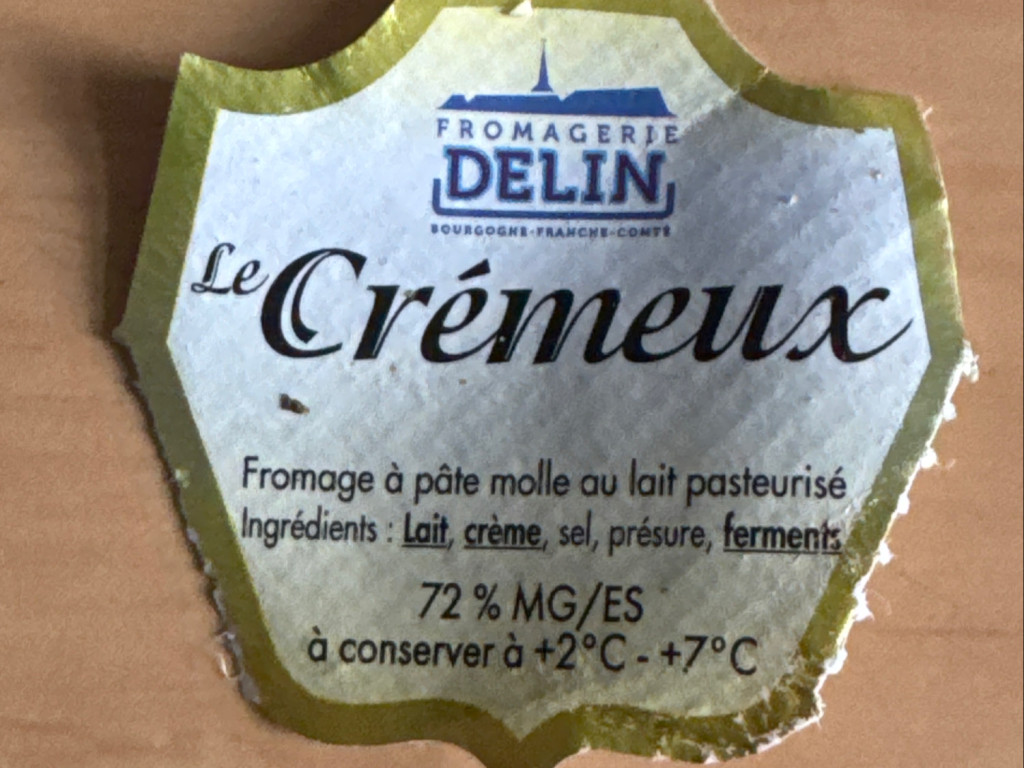 FROMAGERIE
DELIN
BOURGOGNE-FRANCHE-COMTÉ
Le Crémeux
Fromage à pâte molle au lait pasteurisé
Ingrédients : Lait, crème, sel, présure, ferments
72 % MG/ES
à conserver à +2°C - +7°C